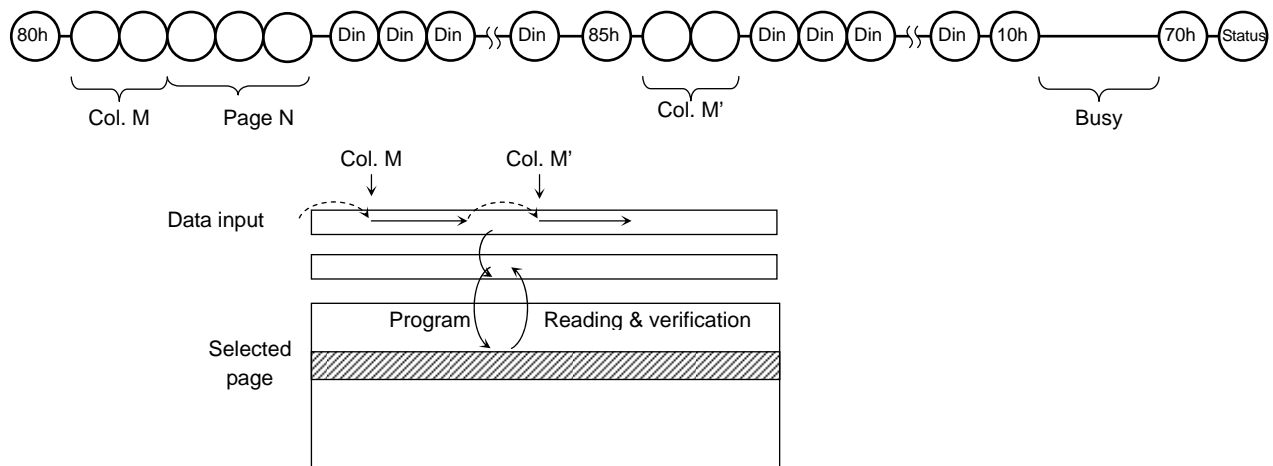 80h Din Din Din Din 85h Din Din Din Din 10h 70h Status
Col. M Page N Col. M’ Busy
Col. M Col. M’
Data input
Program Reading & verification
Selected
page